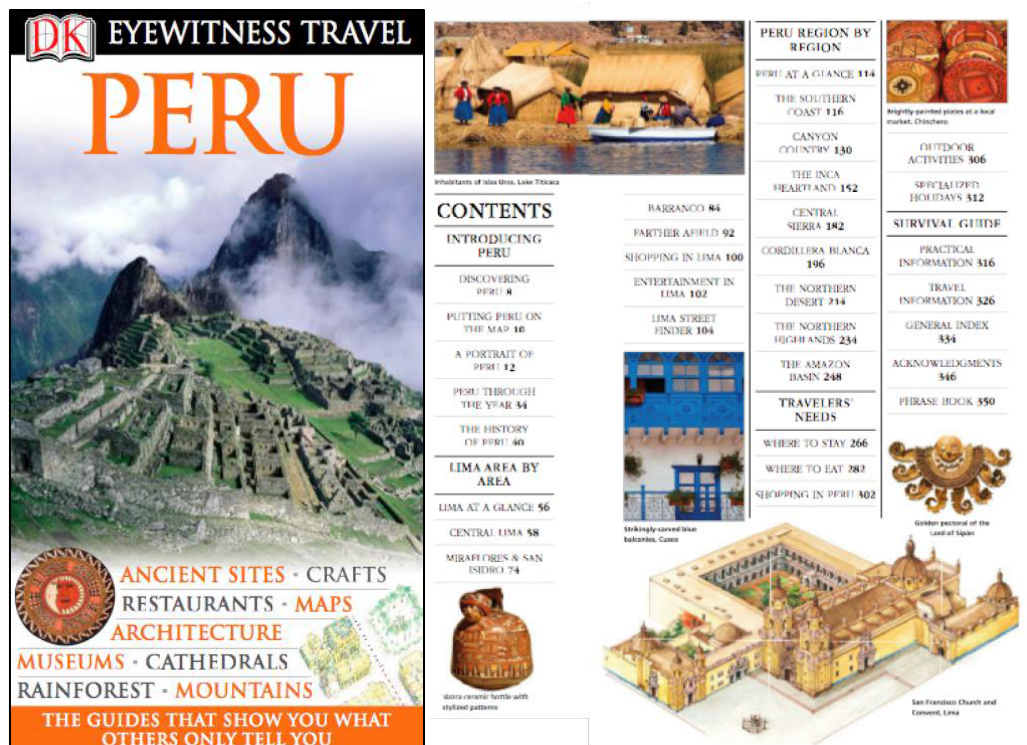 DK EYEWITNESS TRAVEL
PERU
ANCIENT SITES · CRAFTS
RESTAURANTS · MAPS
ARCHITECTURE
MUSEUMS · CATHEDRALS
RAINFOREST · MOUNTAINS
THE GUIDES THAT SHOW YOU WHAT
OTHERS ONLY TELL YOU
Inhabitants of Islas Uros, Lake Titicaca
CONTENTS
INTRODUCING
PERU
DISCOVERING
PERU 8
PUTTING PERU ON
THE MAP 10
A PORTRAIT OF
PERU 12
PERU THROUGH
THE YEAR 34
THE HISTORY
OF PERU 40
LIMA AREA BY
AREA
LIMA AT A GLANCE 56
CENTRAL LIMA 58
MIRAFLORES & SAN
ISIDRO 74
ceramic bottle with
stylized patterns
BARRANCO 84
FARTHER AFIELD 92
SHOPPING IN LIMA 100
ENTERTAINMENT IN
LIMA 102
LIMA STREET
FINDER 104
Strikingly-carved blue
balconies, Cusco
PERU REGION BY
REGION
PERU AT A GLANCE 114
THE SOUTHERN
COAST 116
CANYON
COUNTRY 130
THE INCA
HEARTLAND 152
CENTRAL
SIERRA 182
CORDILLERA BLANCA
196
THE NORTHERN
DESERT 214
THE NORTHERN
HIGHLANDS 234
THE AMAZON
BASIN 248
TRAVELERS'
NEEDS
WHERE TO STAY 266
WHERE TO EAT 282
SHOPPING IN PERU 302
Brightly-painted plates at a local
market, Chinchero
OUTDOOR
ACTIVITIES 306
SPECIALIZED
HOLIDAYS 312
SURVIVAL GUIDE
PRACTICAL
INFORMATION 316
TRAVEL
INFORMATION 326
GENERAL INDEX
334
ACKNOWLEDGMENTS
346
PHRASE BOOK 350
Golden pectoral of the
Lord of Sipán
San Francisco Church and
Convent, Lima